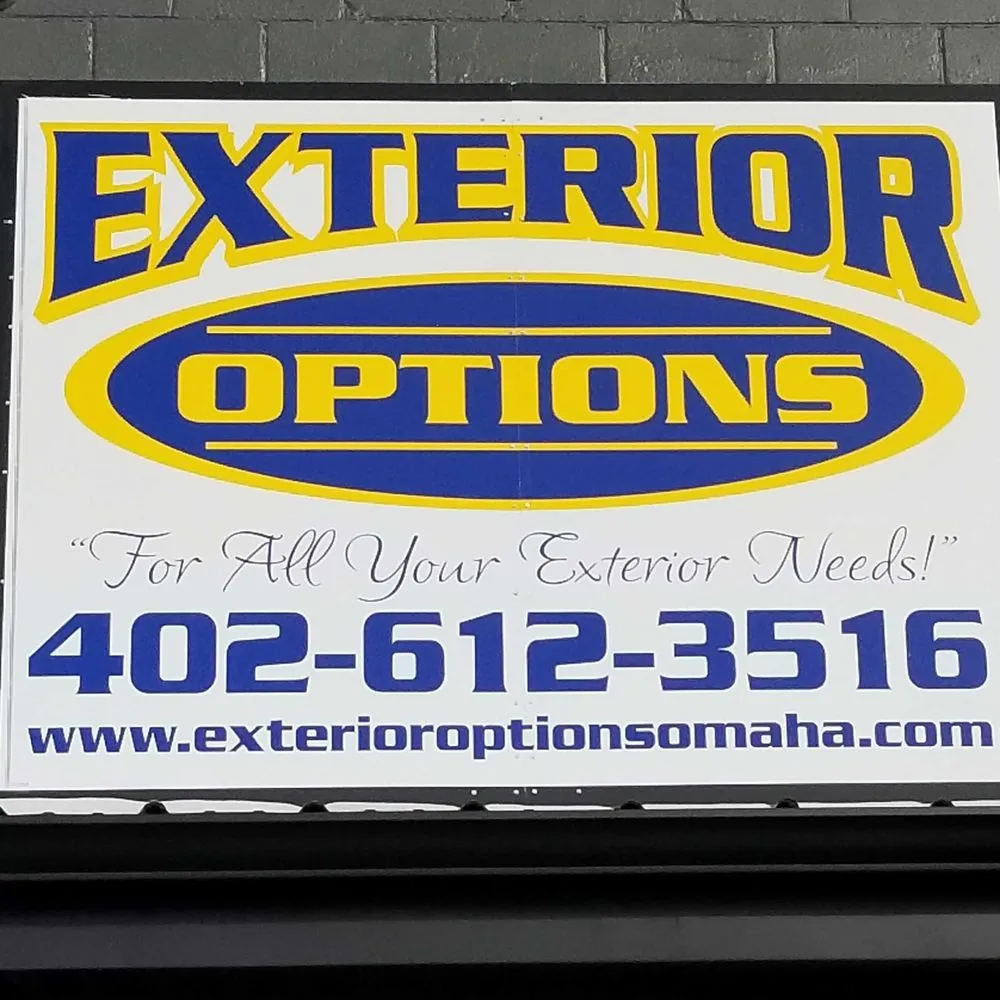 EXTERIOR
OPTIONS
“For All Your Exterior Needs!”
402-612-3516
www.exterioroptionsomaha.com